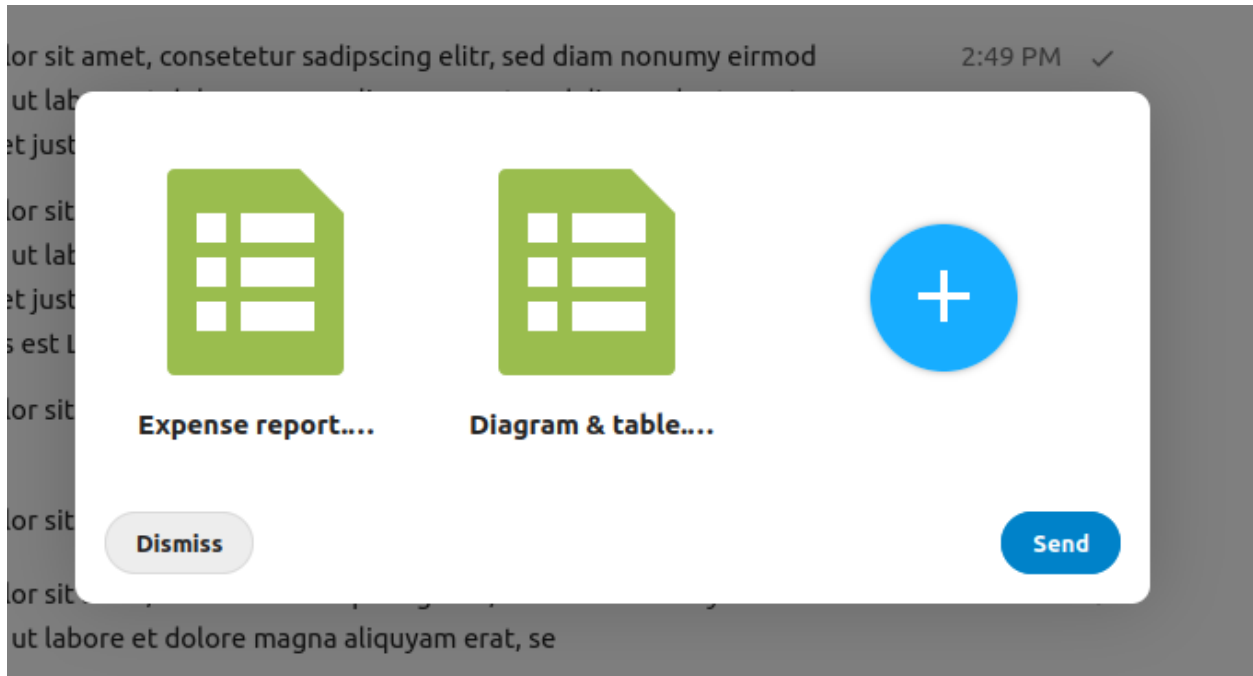 lor sit amet, consetetur sadipscing elitr, sed diam nonumy eirmod 2:49 PM
ut lab
et just
lor sit
ut lat
et just
s est L
Expense report.…
Diagram & table.…
lor sit
lor sit
Dismiss
Send
lor sit
ut labore et dolore magna aliquyam erat, se